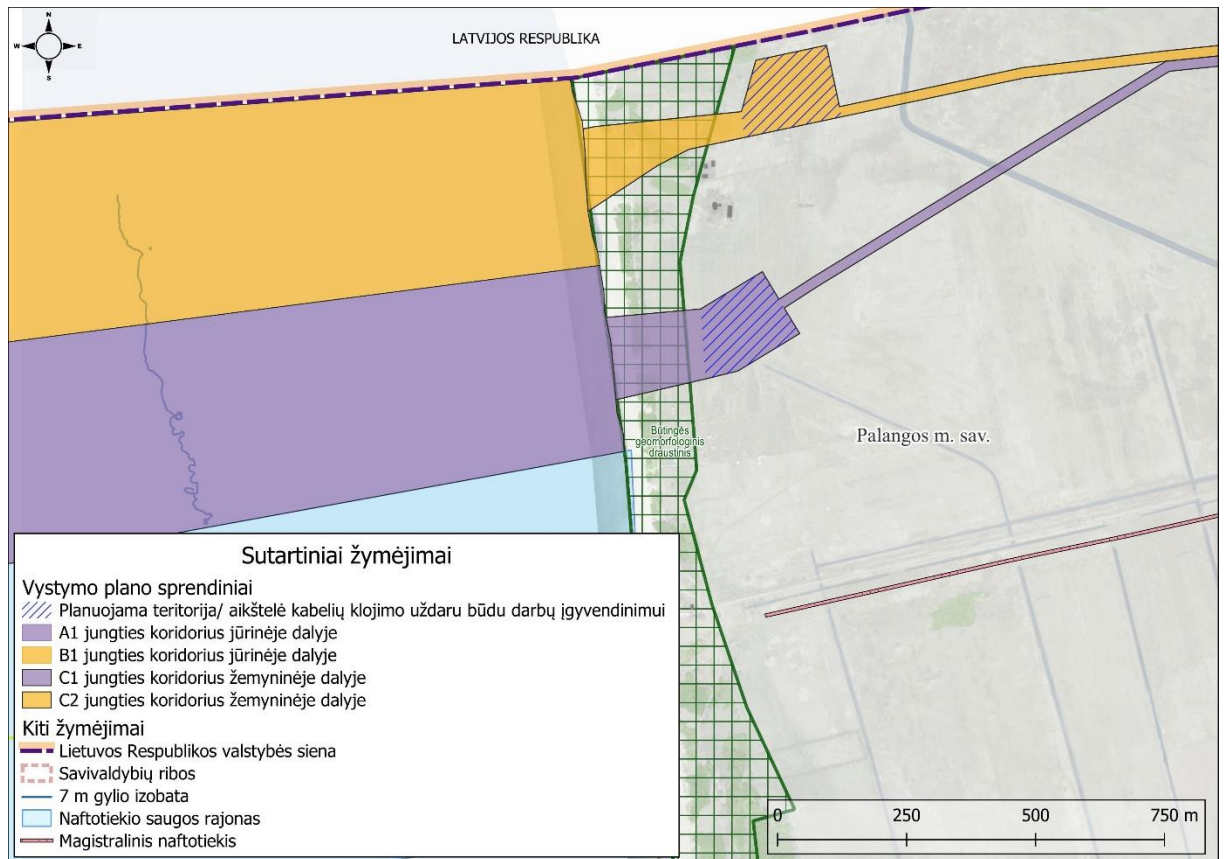 N
W E
S
LATVIJOS RESPUBLIKA
Būtingės
geomorfologinis
draustinis
Palangos m. sav.
Sutartiniai žymėjimai
Vystymo plano sprendiniai
Planuojama teritorija/ aikštelė kabelių klojimo uždaru būdu darbų įgyvendinimui
A1 jungties koridorius jūrinėje dalyje
B1 jungties koridorius jūrinėje dalyje
C1 jungties koridorius žemyninėje dalyje
C2 jungties koridorius žemyninėje dalyje
Kiti žymėjimai
Lietuvos Respublikos valstybės siena
Savivaldybių ribos
7 m gylio izobata
Naftotiekio saugos rajonas
Magistralinis naftotiekis
0 250 500 750 m